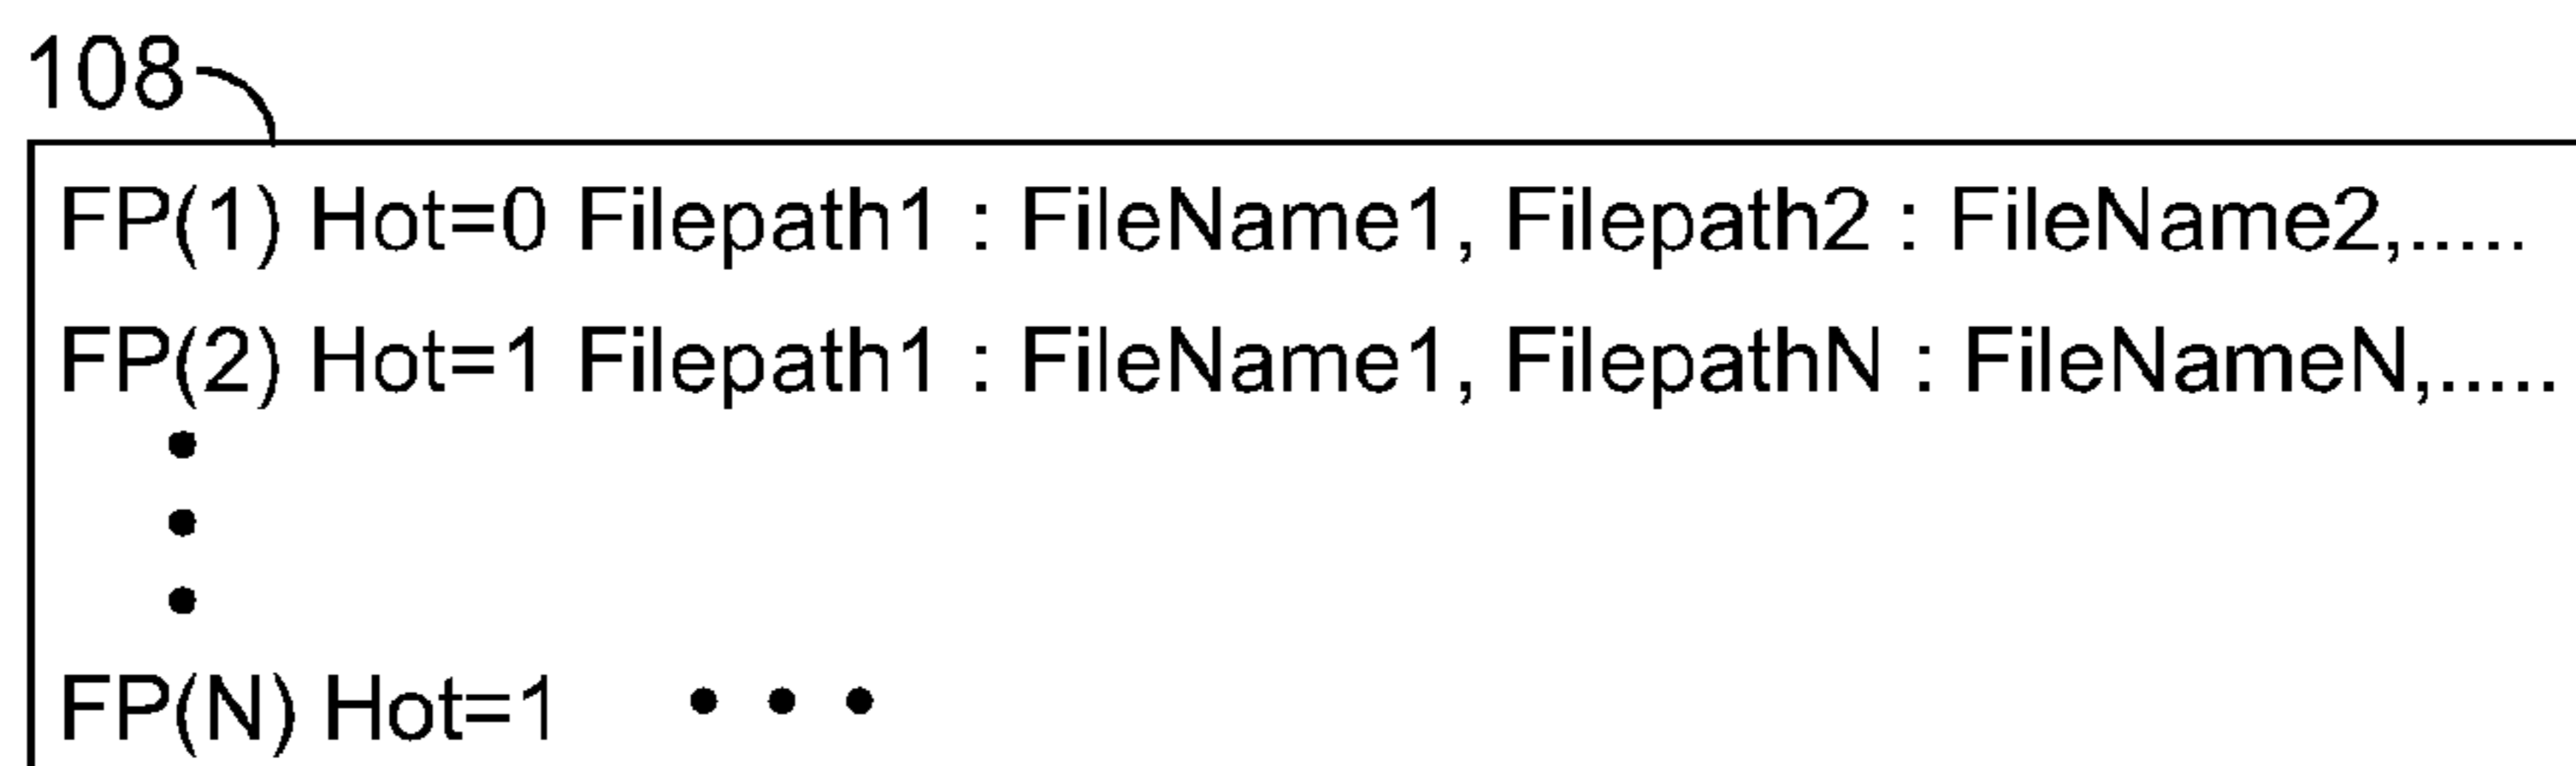 108
FP(1) Hot=0 Filepath1 : FileName1, Filepath2 : FileName2,.....
FP(2) Hot=1 Filepath1 : FileName1, FilepathN : FileNameN,.....
FP(N) Hot=1 • • •